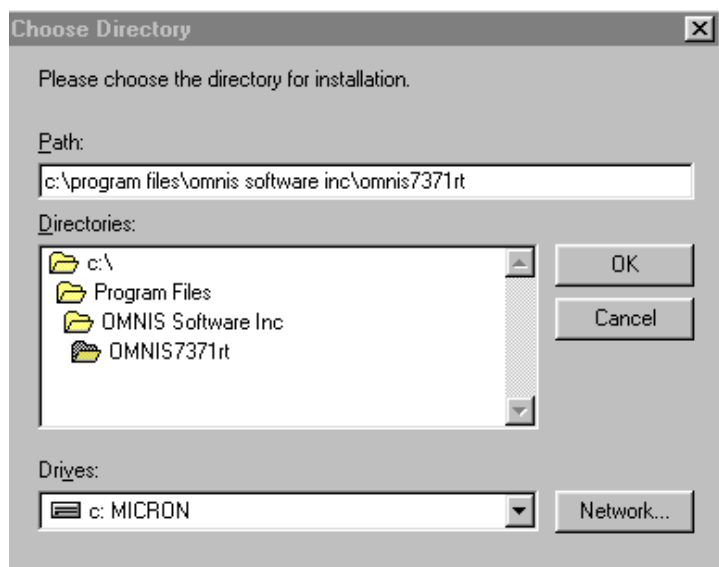 Choose Directory
Please choose the directory for installation.
Path:
c:\program files\omnis software inc\omnis7371rt
Directories:
c:\
Program Files
OMNIS Software Inc
OMNIS7371rt
OK
Cancel
Drives:
c: MICRON
Network...